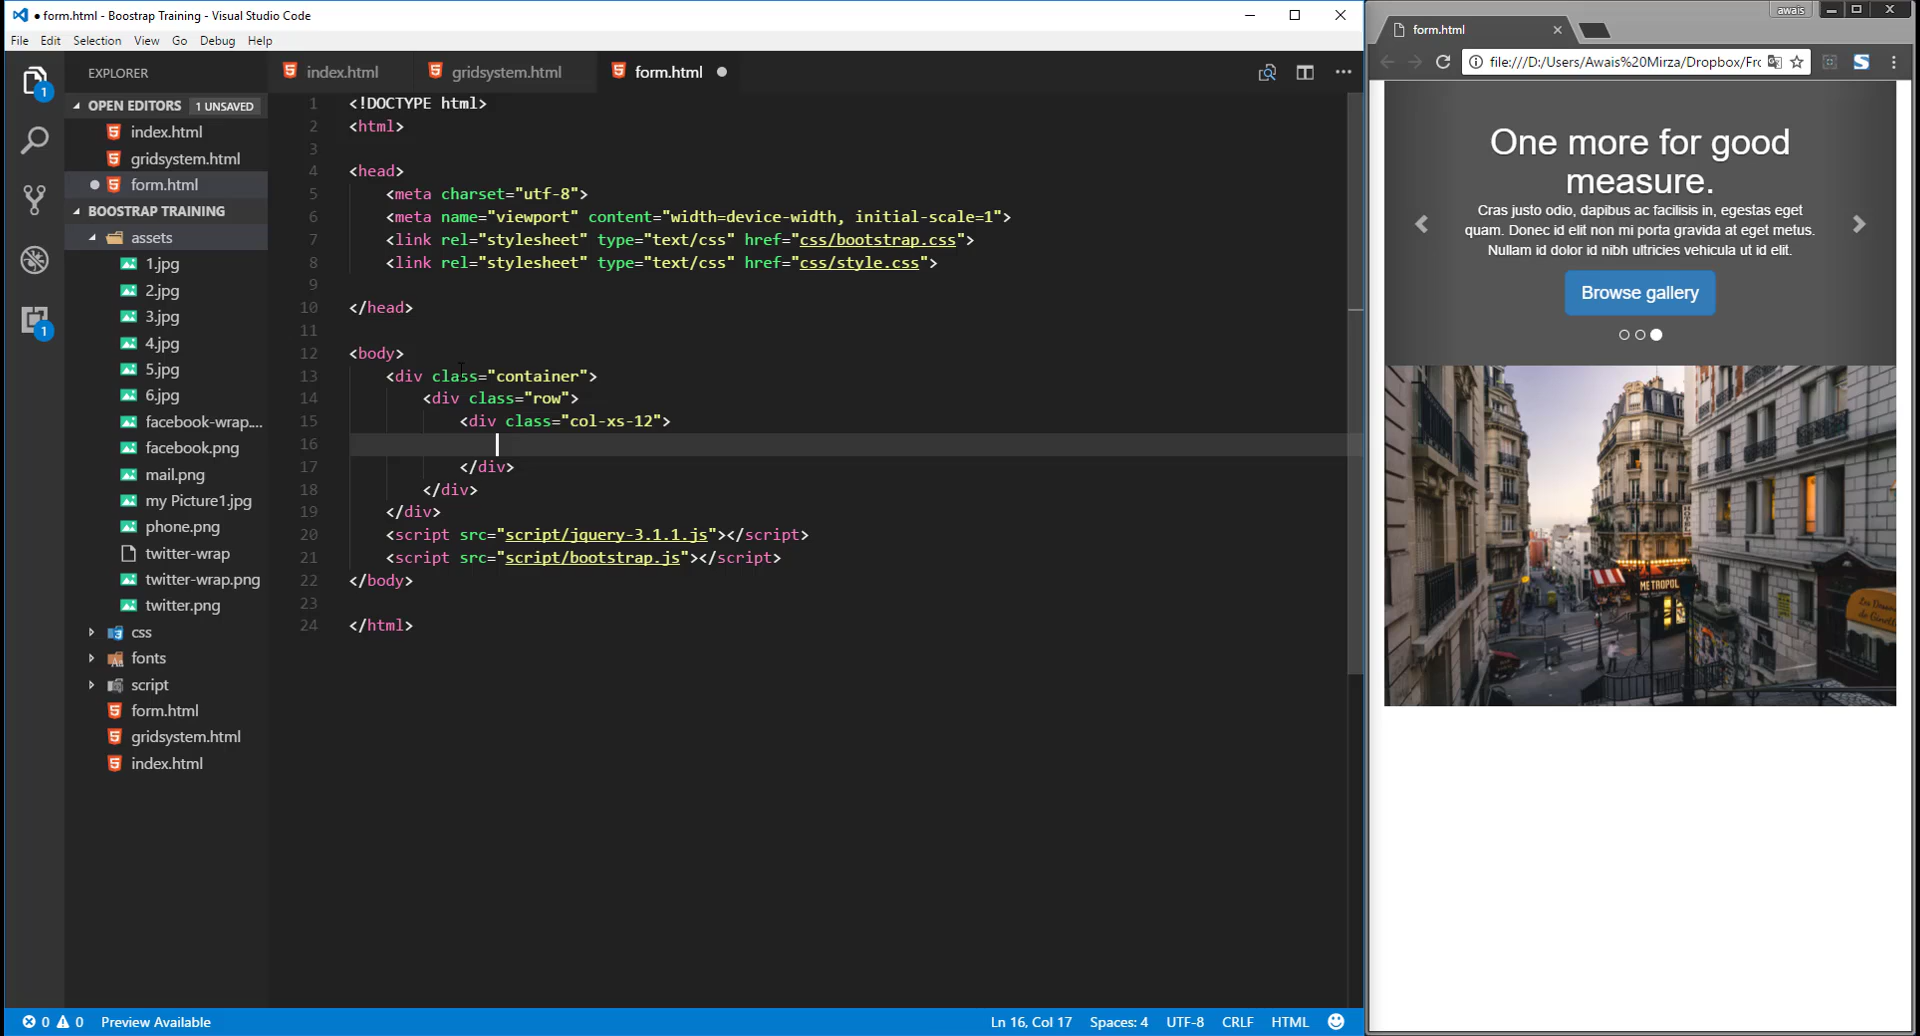 form.html - Boostrap Training - Visual Studio Code
File Edit Selection View Go Debug Help
EXPLORER
OPEN EDITORS 1 UNSAVED
index.html
gridsystem.html
form.html
BOOSTRAP TRAINING
assets
1.jpg
2.jpg
3.jpg
4.jpg
5.jpg
6.jpg
facebook-wrap....
facebook.png
mail.png
my Picture1.jpg
phone.png
twitter-wrap
twitter-wrap.png
twitter.png
css
fonts
script
form.html
gridsystem.html
index.html
1
1
index.html gridsystem.html form.html
1 <!DOCTYPE html>
2 <html>
3
4 <head>
5 <meta charset="utf-8">
6 <meta name="viewport" content="width=device-width, initial-scale=1">
7 <link rel="stylesheet" type="text/css" href="css/bootstrap.css">
8 <link rel="stylesheet" type="text/css" href="css/style.css">
9
10 </head>
11
12 <body>
13 <div class="container">
14 <div class="row">
15 <div class="col-xs-12">
16
17 </div>
18 </div>
19 </div>
20 <script src="script/jquery-3.1.1.js"></script>
21 <script src="script/bootstrap.js"></script>
22 </body>
23
24 </html>
0 0 Preview Available Ln 16, Col 17 Spaces: 4 UTF-8 CRLF HTML
awais
form.html
file:///D:/Users/Awais%20Mirza/Dropbox/Frc
One more for good
measure.
Cras justo odio, dapibus ac facilisis in, egestas eget
quam. Donec id elit non mi porta gravida at eget metus.
Nullam id dolor id nibh ultricies vehicula ut id elit.
Browse gallery
METROPOL